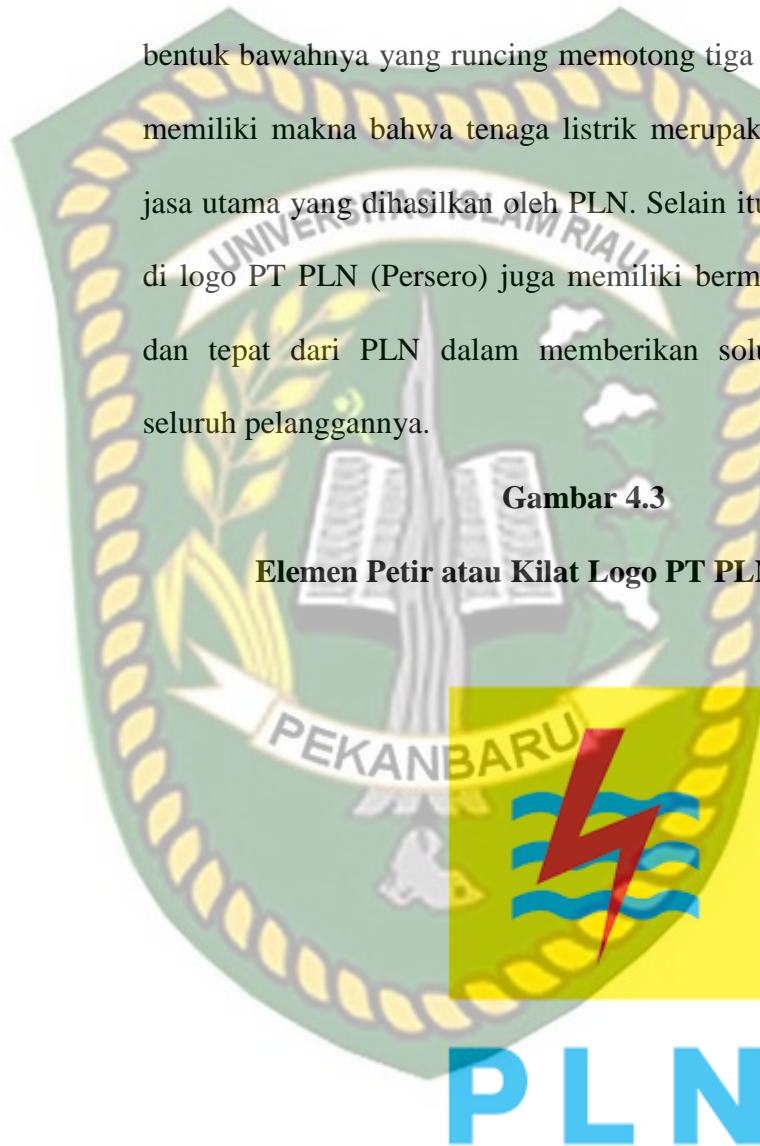 bentuk bawahnya yang runcing memotong tiga
memiliki makna bahwa tenaga listrik merupak
jasa utama yang dihasilkan oleh PLN. Selain itu
UNIVERSITAS ISLAM RIAU
di logo PT PLN (Persero) juga memiliki berm
dan tepat dari PLN dalam memberikan solu
seluruh pelanggannya.
Gambar 4.3
Elemen Petir atau Kilat Logo PT PLN
PEKANBARU
PLN